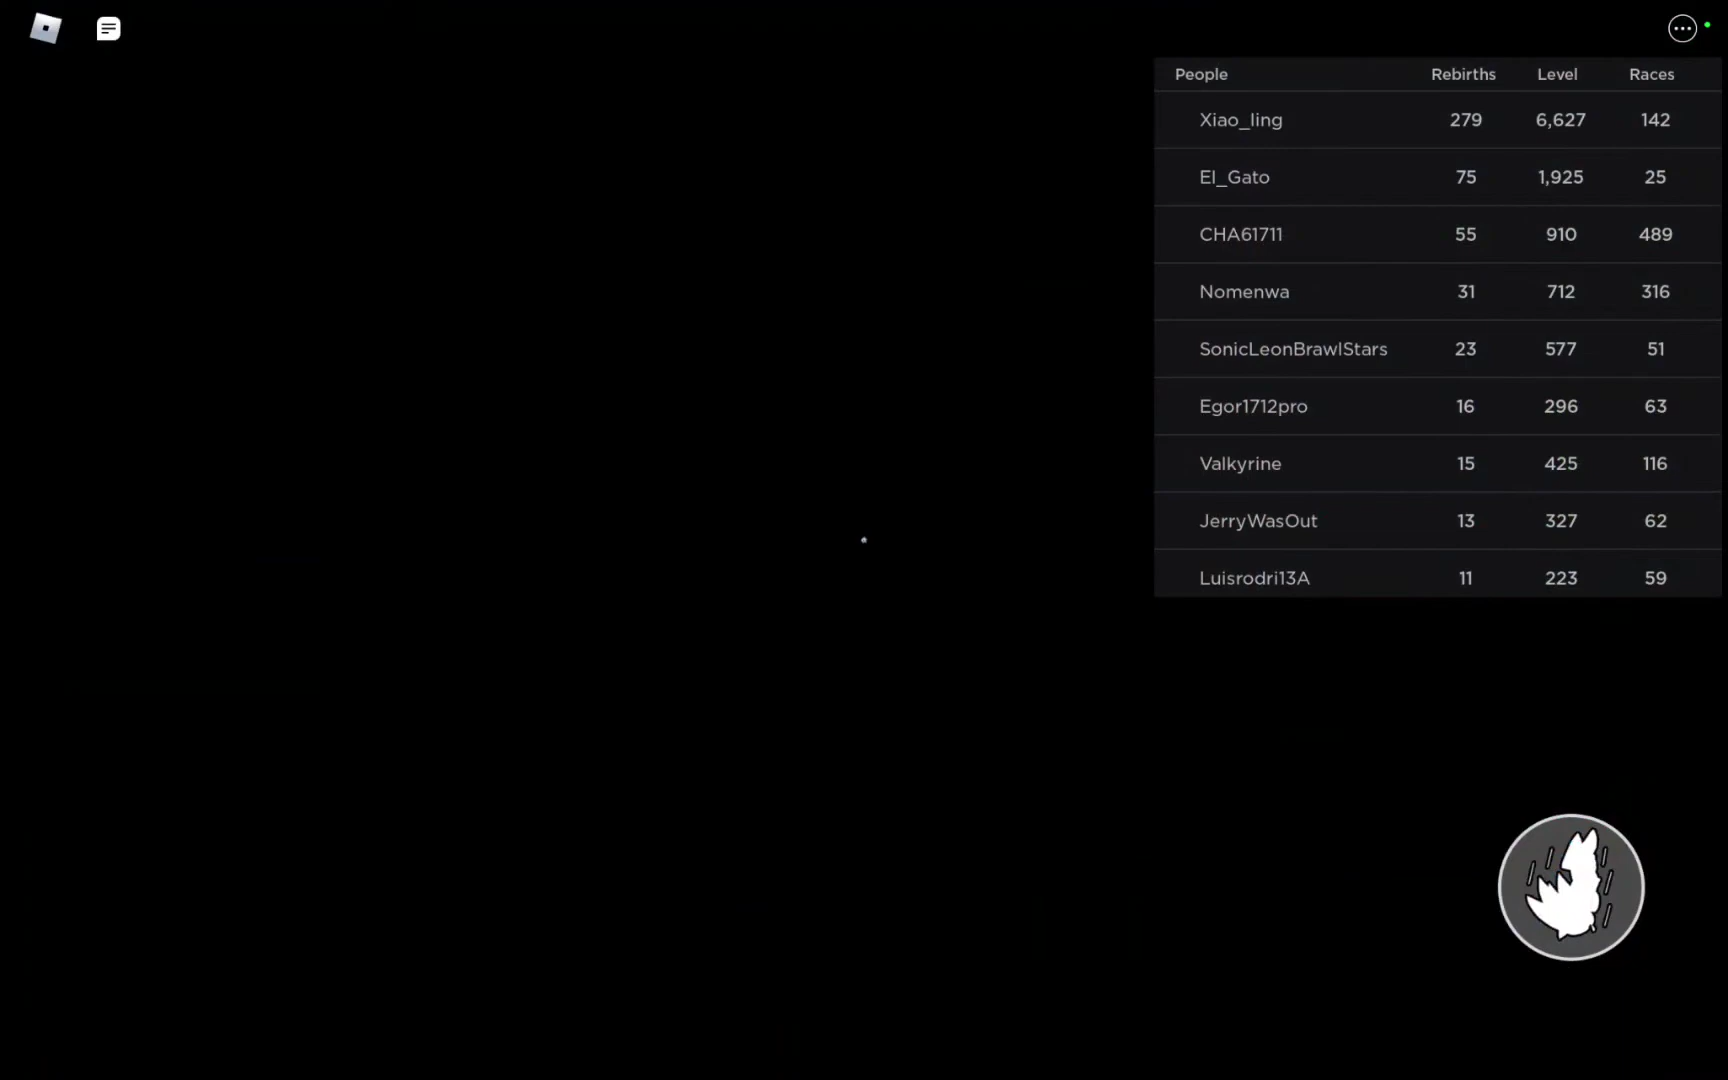 People Rebirths Level Races
Xiao_ling 279 6,627 142
El_Gato 75 1,925 25
CHA61711 55 910 489
Nomenwa 31 712 316
SonicLeonBrawlStars 23 577 51
Egor1712pro 16 296 63
Valkyrine 15 425 116
JerryWasOut 13 327 62
Luisrodri13A 11 223 59